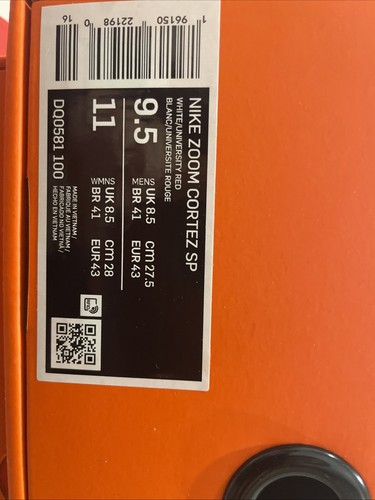 NIKE ZOOM CORTEZ SP
WHITE/UNIVERSITY RED
BLANC/UNIVERSITE ROUGE
9.5
MENS UK 8.5 cm 27.5
BR 41 EUR 43
11
WMNS UK 8.5 cm 28
BR 41 EUR 43
DQ0581 100
MADE IN VIETNAM /
FABRIQUE AU VIETNAM /
FABRICADO NO VIETNÃ /
HECHO EN VIETNAM
1 96150 22198 0 16